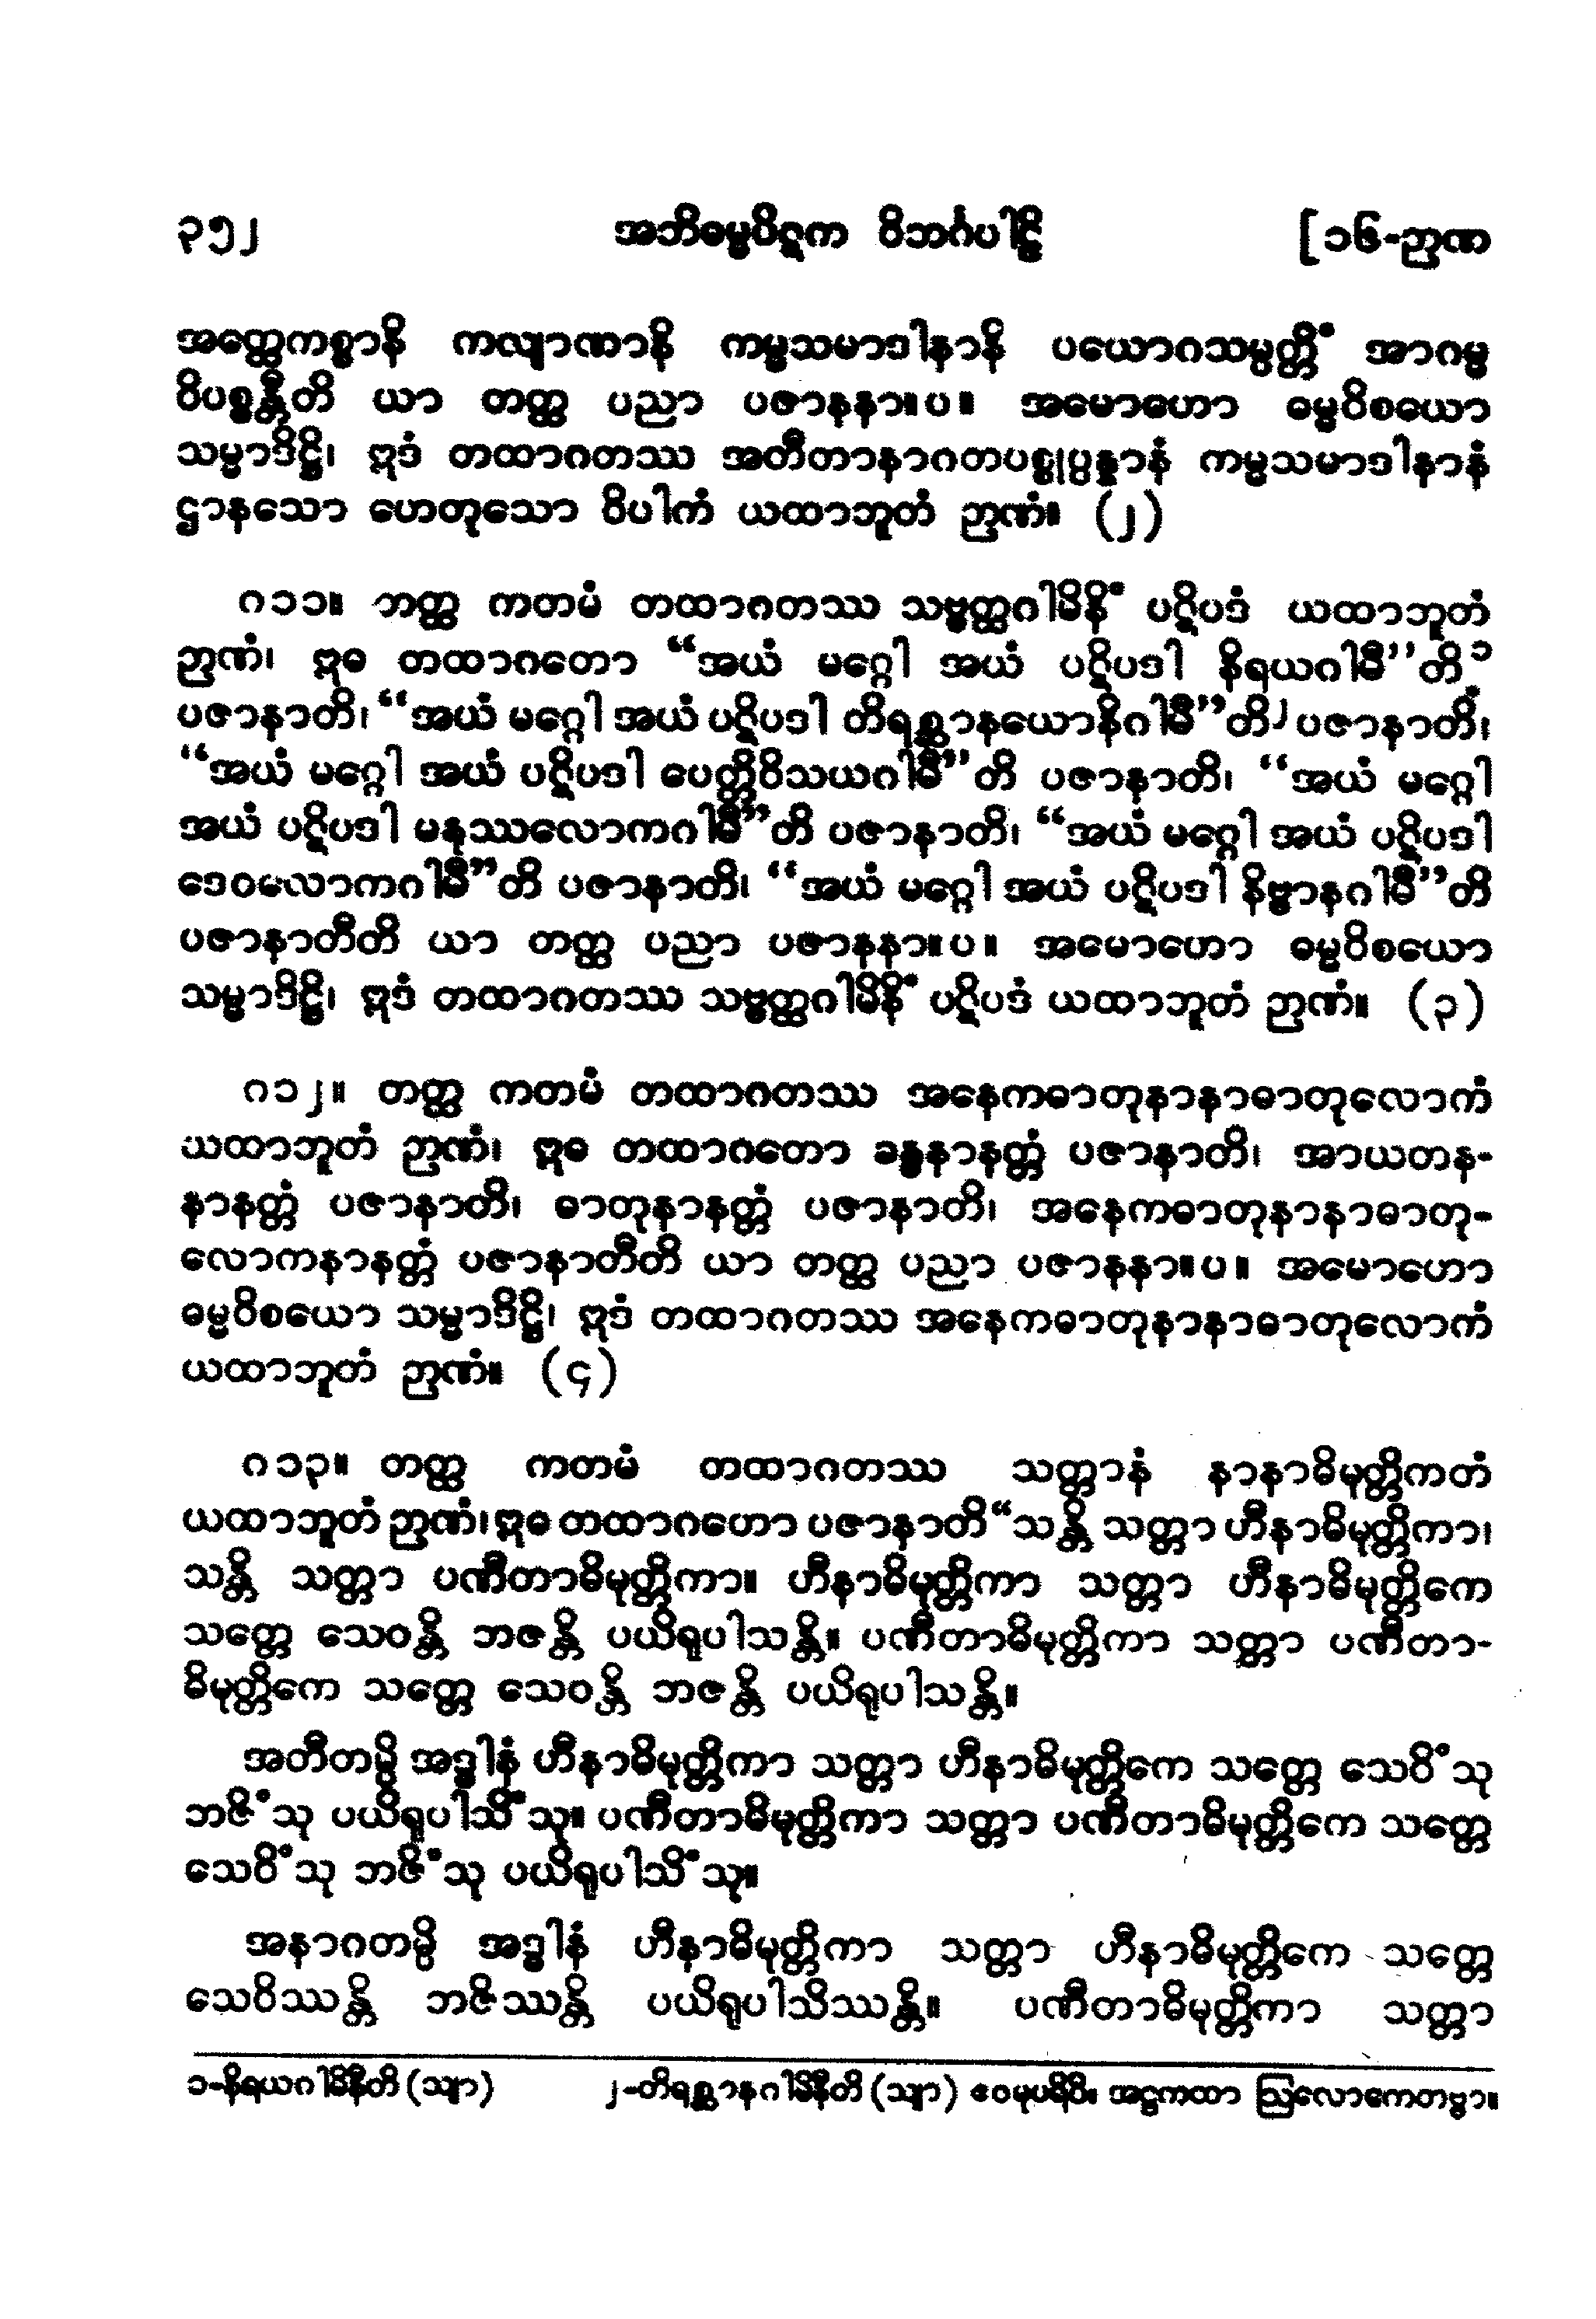 ၃၅၂ အဘိဓမ္မပိဋက ဝိဘင်္ဂပါဠိ [၁၆-ဉာဏ
အတ္ထေကစ္စာနိ ကလျာဏာနိ ကမ္မသမာဒါနာနိ ပယောဂသမ္ပတ္တိံ အာဂမ္မ
ဝိပစ္စန္တီတိ ယာ တတ္ထ ပညာ ပဇာနနာ။ပ။ အမောဟော ဓမ္မဝိစယော
သမ္မာဒိဋ္ဌိ၊ ဣဒံ တထာဂတဿ အတီတာနာဂတပစ္စုပ္ပန္နာနံ ကမ္မသမာဒါနာနံ
ဌာနသော ဟေတုသော ဝိပါကံ ယထာဘူတံ ဉာဏံ။ (၂)
၈၁၁။ တတ္ထ ကတမံ တထာဂတဿ သဗ္ဗတ္ထဂါမိနိံ ပဋိပဒံ ယထာဘူတံ
ဉာဏံ၊ ဣဓ တထာဂတော “အယံ မဂ္ဂေါ အယံ ပဋိပဒါ နိရယဂါမီ”တိ၁
ပဇာနာတိ၊ “အယံ မဂ္ဂေါ အယံ ပဋိပဒါ တိရစ္ဆာနယောနိဂါမီ”တိ၂ ပဇာနာတိ၊
“အယံ မဂ္ဂေါ အယံ ပဋိပဒါ ပေတ္တိဝိသယဂါမီ”တိ ပဇာနာတိ၊ “အယံ မဂ္ဂေါ
အယံ ပဋိပဒါ မနုဿလောကဂါမီ”တိ ပဇာနာတိ၊ “အယံ မဂ္ဂေါ အယံ ပဋိပဒါ
ဒေဝလောကဂါမီ”တိ ပဇာနာတိ၊ “အယံ မဂ္ဂေါ အယံ ပဋိပဒါ နိဗ္ဗာနဂါမီ”တိ
ပဇာနာတီတိ ယာ တတ္ထ ပညာ ပဇာနနာ။ပ။ အမောဟော ဓမ္မဝိစယော
သမ္မာဒိဋ္ဌိ၊ ဣဒံ တထာဂတဿ သဗ္ဗတ္ထဂါမိနိံ ပဋိပဒံ ယထာဘူတံ ဉာဏံ။ (၃)
၈၁၂။ တတ္ထ ကတမံ တထာဂတဿ အနေကဓာတုနာနာဓာတုလောကံ
ယထာဘူတံ ဉာဏံ၊ ဣဓ တထာဂတော ခန္ဓနာနတ္တံ ပဇာနာတိ၊ အာယတန-
နာနတ္တံ ပဇာနာတိ၊ ဓာတုနာနတ္တံ ပဇာနာတိ၊ အနေကဓာတုနာနာဓာတု-
လောကနာနတ္တံ ပဇာနာတီတိ ယာ တတ္ထ ပညာ ပဇာနနာ။ပ။ အမောဟော
ဓမ္မဝိစယော သမ္မာဒိဋ္ဌိ၊ ဣဒံ တထာဂတဿ အနေကဓာတုနာနာဓာတုလောကံ
ယထာဘူတံ ဉာဏံ။ (၄)
၈၁၃။ တတ္ထ ကတမံ တထာဂတဿ သတ္တာနံ နာနာဓိမုတ္တိကတံ
ယထာဘူတံ ဉာဏံ၊ ဣဓ တထာဂဟော ပဇာနာတိ “သန္တိ သတ္တာ ဟီနာဓိမုတ္တိကာ၊
သန္တိ သတ္တာ ပဏီတာဓိမုတ္တိကာ။ ဟီနာဓိမုတ္တိကာ သတ္တာ ဟီနာဓိမုတ္တိကေ
သတ္တေ သေဝန္တိ ဘဇန္တိ ပယိရုပါသန္တိ။ ပဏီတာဓိမုတ္တိကာ သတ္တာ ပဏီတာ-
ဓိမုတ္တိကေ သတ္တေ သေဝန္တိ ဘဇန္တိ ပယိရုပါသန္တိ။
အတီတမ္ပိ အဒ္ဓါနံ ဟီနာဓိမုတ္တိကာ သတ္တာ ဟီနာဓိမုတ္တိကေ သတ္တေ သေဝိံသု
ဘဇိံသု ပယိရုပါသိံသု။ ပဏီတာဓိမုတ္တိကာ သတ္တာ ပဏီတာဓိမုတ္တိကေ သတ္တေ
သေဝိံသု ဘဇိံသု ပယိရုပါသိံသု။
အနာဂတမ္ပိ အဒ္ဓါနံ ဟီနာဓိမုတ္တိကာ သတ္တာ ဟီနာဓိမုတ္တိကေ သတ္တေ
သေဝိဿန္တိ ဘဇိဿန္တိ ပယိရုပါသိဿန္တိ။ ပဏီတာဓိမုတ္တိကာ သတ္တာ
၁-နိရယဂါမိနီတိ (သျာ) ၂-တိရစ္ဆာနဂါမိနီတိ (သျာ) ဧဝမုပရိပိ။ အဋ္ဌကထာ ဩလောကေတဗ္ဗာ။